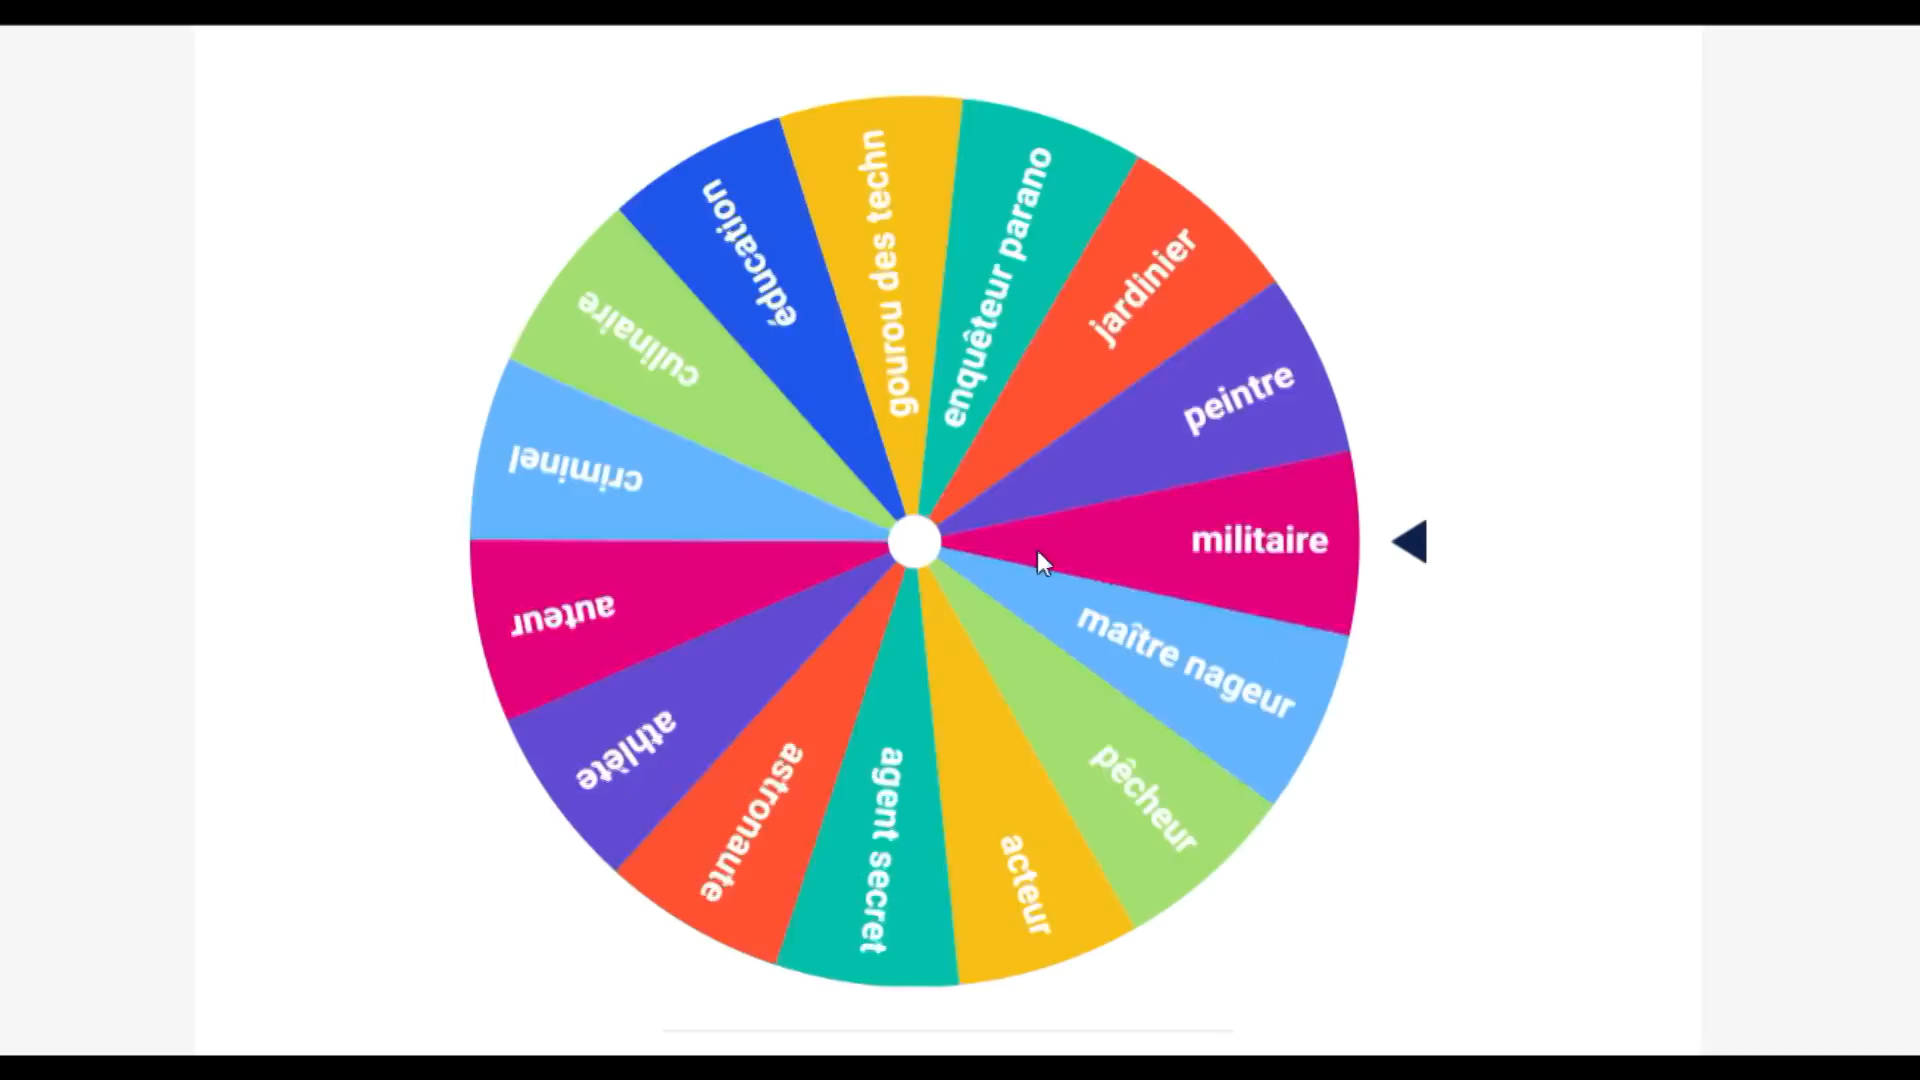 gourou des techn
enquêteur parano
jardinier
peintre
militaire
maître nageur
pêcheur
acteur
agent secret
astronaute
athlète
auteur
criminel
culinaire
éducation